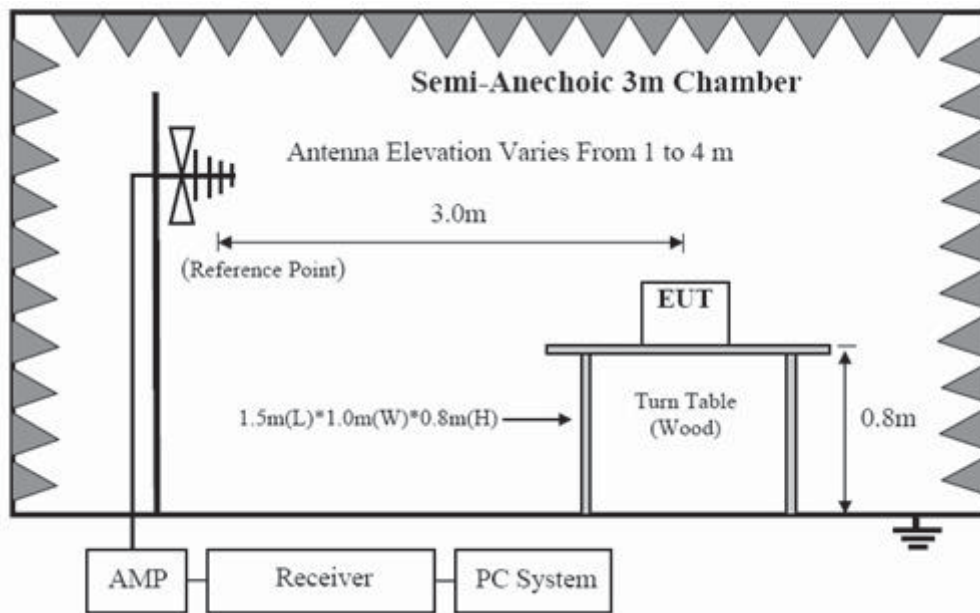 Semi-Anechoic 3m Chamber
Antenna Elevation Varies From 1 to 4 m
3.0m
(Reference Point)
EUT
1.5m(L)*1.0m(W)*0.8m(H)
Turn Table
(Wood)
0.8m
AMP
Receiver
PC System